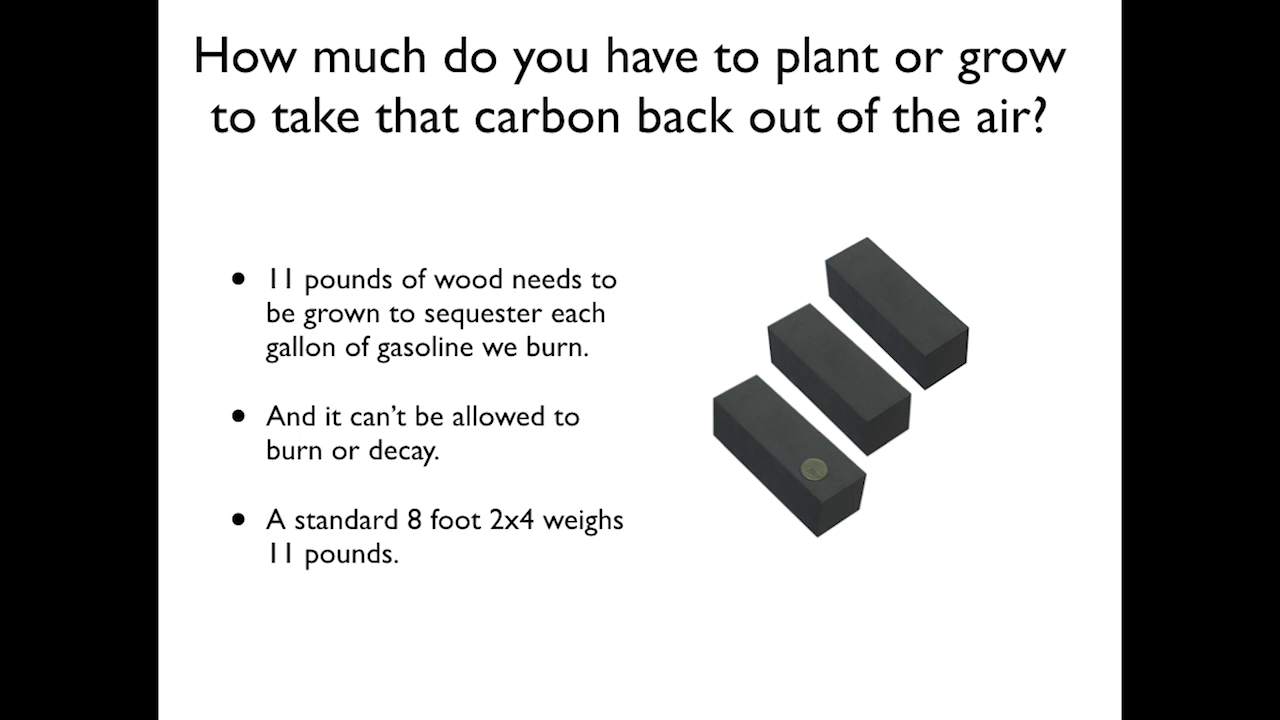 How much do you have to plant or grow
to take that carbon back out of the air?
• 11 pounds of wood needs to
be grown to sequester each
gallon of gasoline we burn.
• And it can't be allowed to
burn or decay.
• A standard 8 foot 2x4 weighs
11 pounds.